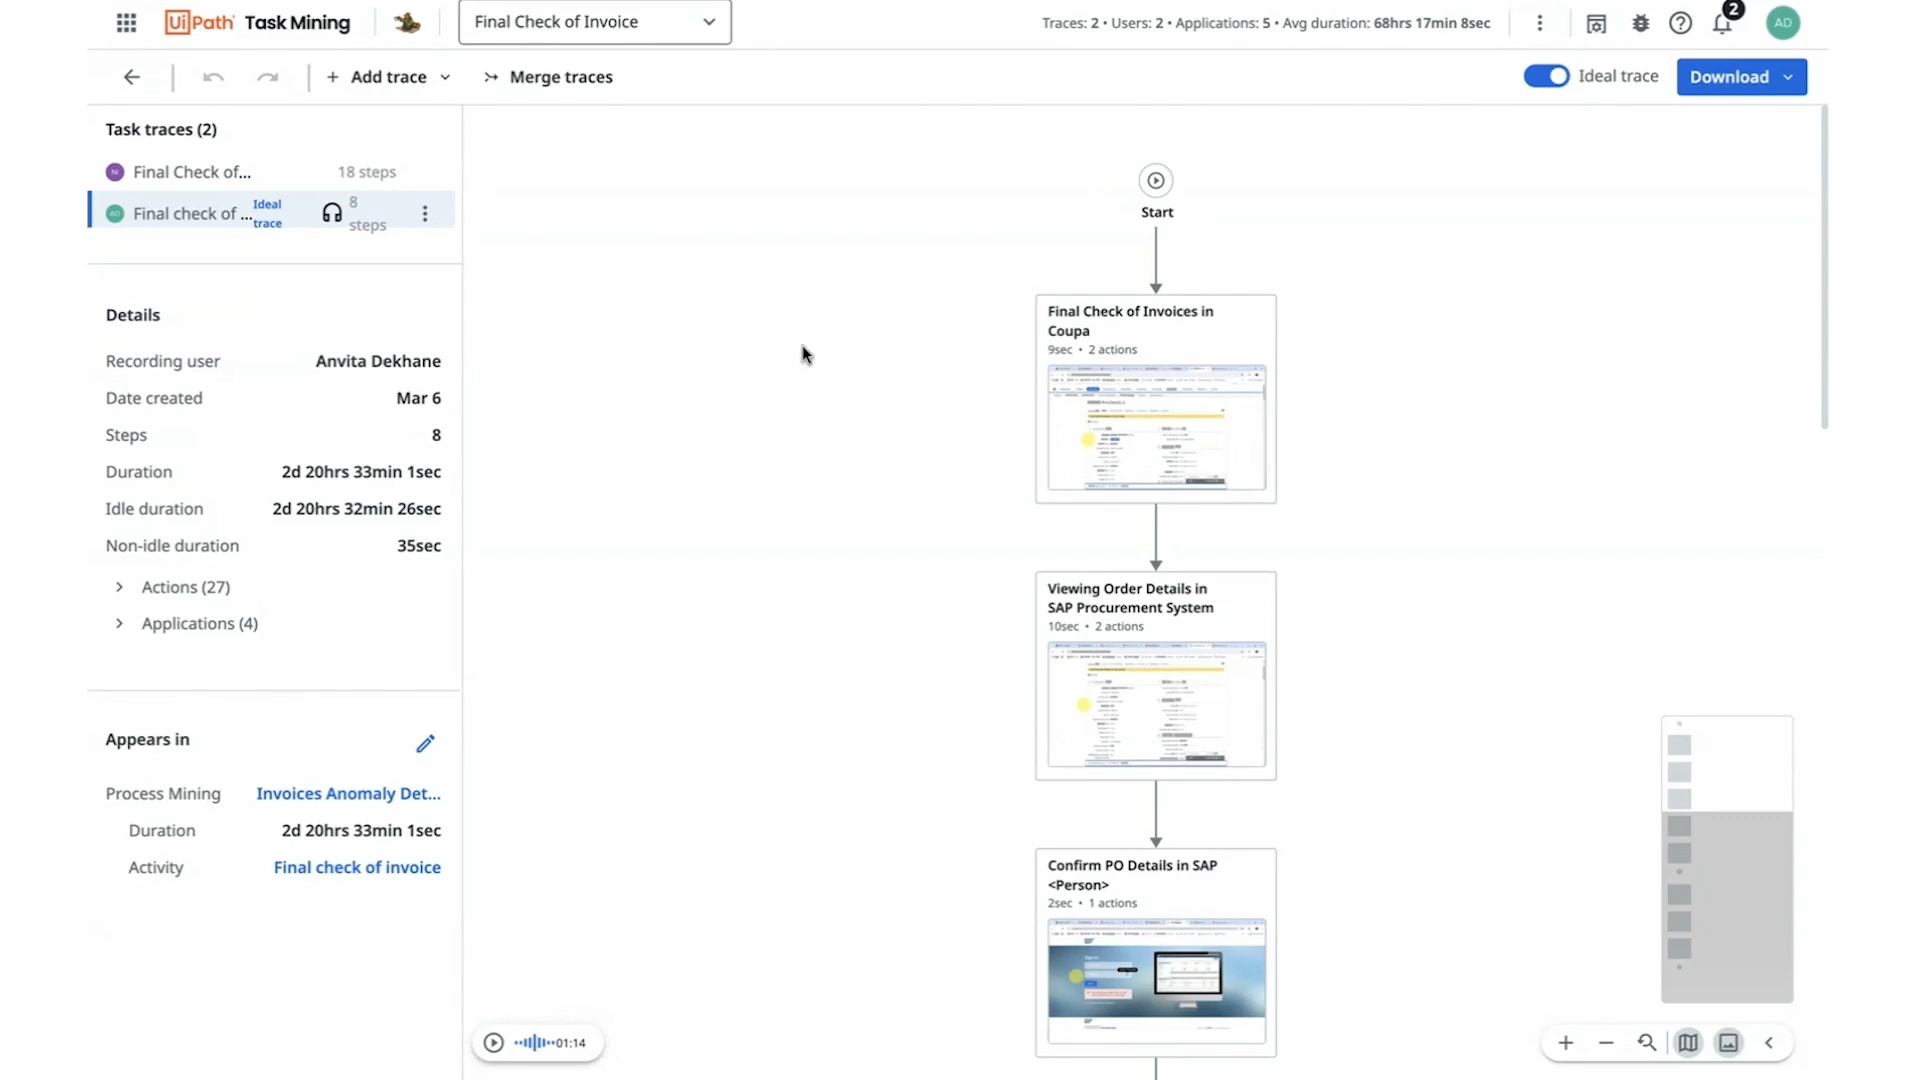 UiPath Task Mining
Final Check of Invoice
Traces: 2 • Users: 2 • Applications: 5 • Avg duration: 68hrs 17min 8sec
2
AD
Add trace
Merge traces
Ideal trace
Download
Task traces (2)
NI
Final Check of...
18 steps
AD
Final check of ...
Ideal trace
8 steps
Details
Recording user Anvita Dekhane
Date created Mar 6
Steps 8
Duration 2d 20hrs 33min 1sec
Idle duration 2d 20hrs 32min 26sec
Non-idle duration 35sec
Actions (27)
Applications (4)
Appears in
Process Mining Invoices Anomaly Det...
Duration 2d 20hrs 33min 1sec
Activity Final check of invoice
Start
Final Check of Invoices in
Coupa
9sec • 2 actions
Viewing Order Details in
SAP Procurement System
10sec • 2 actions
Confirm PO Details in SAP
<Person>
2sec • 1 actions
01:14